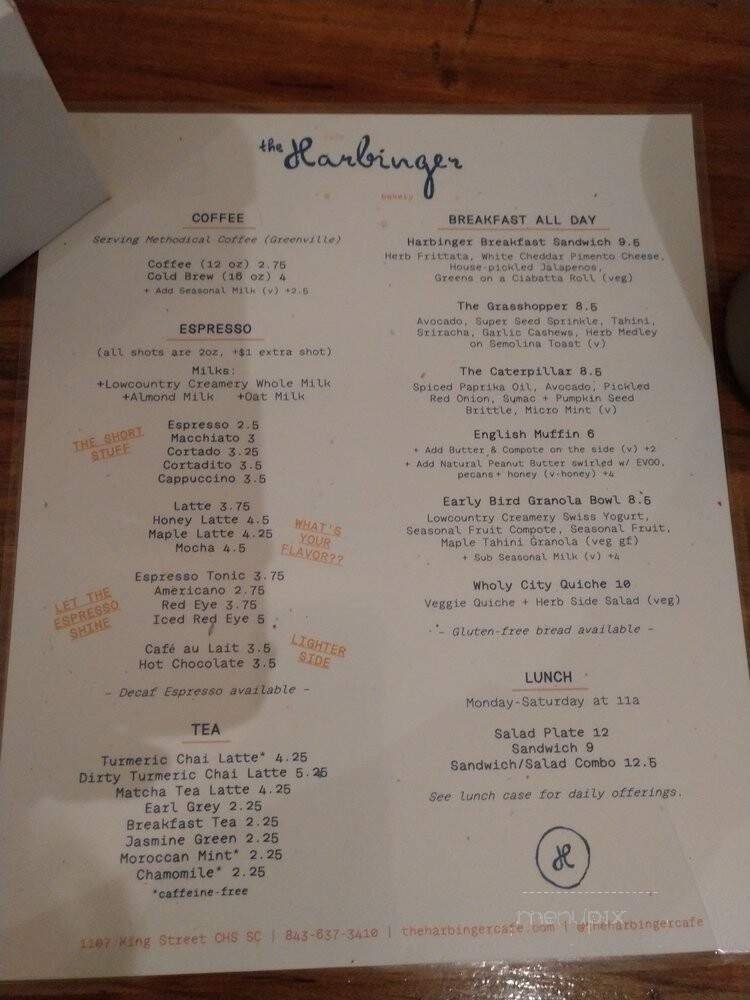 cafe
the Harbinger
bakery
COFFEE
Serving Methodical Coffee (Greenville)
Coffee (12 oz) 2.75
Cold Brew (16 oz) 4
+ Add Seasonal Milk (v) +2.5
ESPRESSO
(all shots are 2oz, +$1 extra shot)
Milks:
+Lowcountry Creamery Whole Milk
+Almond Milk +Oat Milk
THE SHORT
STUFF
Espresso 2.5
Macchiato 3
Cortado 3.25
Cortadito 3.5
Cappuccino 3.5
Latte 3.75
Honey Latte 4.5
Maple Latte 4.25
Mocha 4.5
WHAT'S
YOUR
FLAVOR??
LET THE
ESPRESSO
SHINE
Espresso Tonic 3.75
Americano 2.75
Red Eye 3.75
Iced Red Eye 5
Café au Lait 3.5
Hot Chocolate 3.5
LIGHTER
SIDE
- Decaf Espresso available -
TEA
Turmeric Chai Latte* 4.25
Dirty Turmeric Chai Latte 5.25
Matcha Tea Latte 4.25
Earl Grey 2.25
Breakfast Tea 2.25
Jasmine Green 2.25
Moroccan Mint* 2.25
Chamomile* 2.25
*caffeine-free
BREAKFAST ALL DAY
Harbinger Breakfast Sandwich 9.5
Herb Frittata, White Cheddar Pimento Cheese,
House-pickled Jalapenos,
Greens on a Ciabatta Roll (veg)
The Grasshopper 8.5
Avocado, Super Seed Sprinkle, Tahini,
Sriracha, Garlic Cashews, Herb Medley
on Semolina Toast (v)
The Caterpillar 8.5
Spiced Paprika Oil, Avocado, Pickled
Red Onion, Sumac + Pumpkin Seed
Brittle, Micro Mint (v)
English Muffin 6
+ Add Butter & Compote on the side (v) +2
+ Add Natural Peanut Butter swirled w/ EVOO,
pecans+ honey (v-honey) +4
Early Bird Granola Bowl 8.5
Lowcountry Creamery Swiss Yogurt,
Seasonal Fruit Compote, Seasonal Fruit,
Maple Tahini Granola (veg gf)
+ Sub Seasonal Milk (v) +4
Wholy City Quiche 10
Veggie Quiche + Herb Side Salad (veg)
- Gluten-free bread available -
LUNCH
Monday-Saturday at 11a
Salad Plate 12
Sandwich 9
Sandwich/Salad Combo 12.5
See lunch case for daily offerings.
H
menupix
1107 King Street CHS SC | 843-637-3410 | theharbingercafe.com | @theharbingercafe